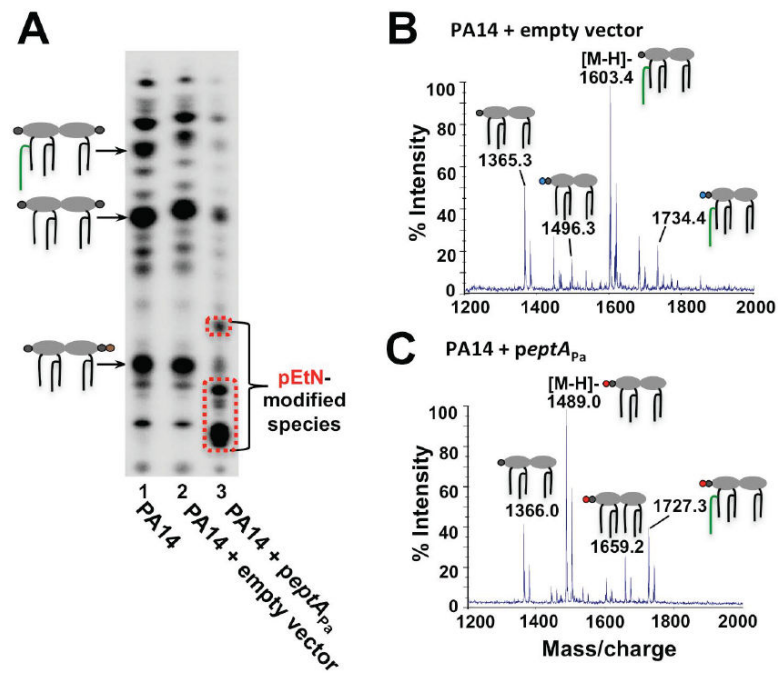 A
pEtN-
modified
species
1
2
3
PA14
PA14 + empty vector
PA14 + peptAPa
B
PA14 + empty vector
[M-H]-
1603.4
1365.3
1496.3
1734.4
% Intensity
100
80
60
40
20
0
1200
1400
1600
1800
2000
C
PA14 + peptAPa
[M-H]-
1489.0
1366.0
1659.2
1727.3
% Intensity
100
80
60
40
20
0
1200
1400
1600
1800
2000
Mass/charge